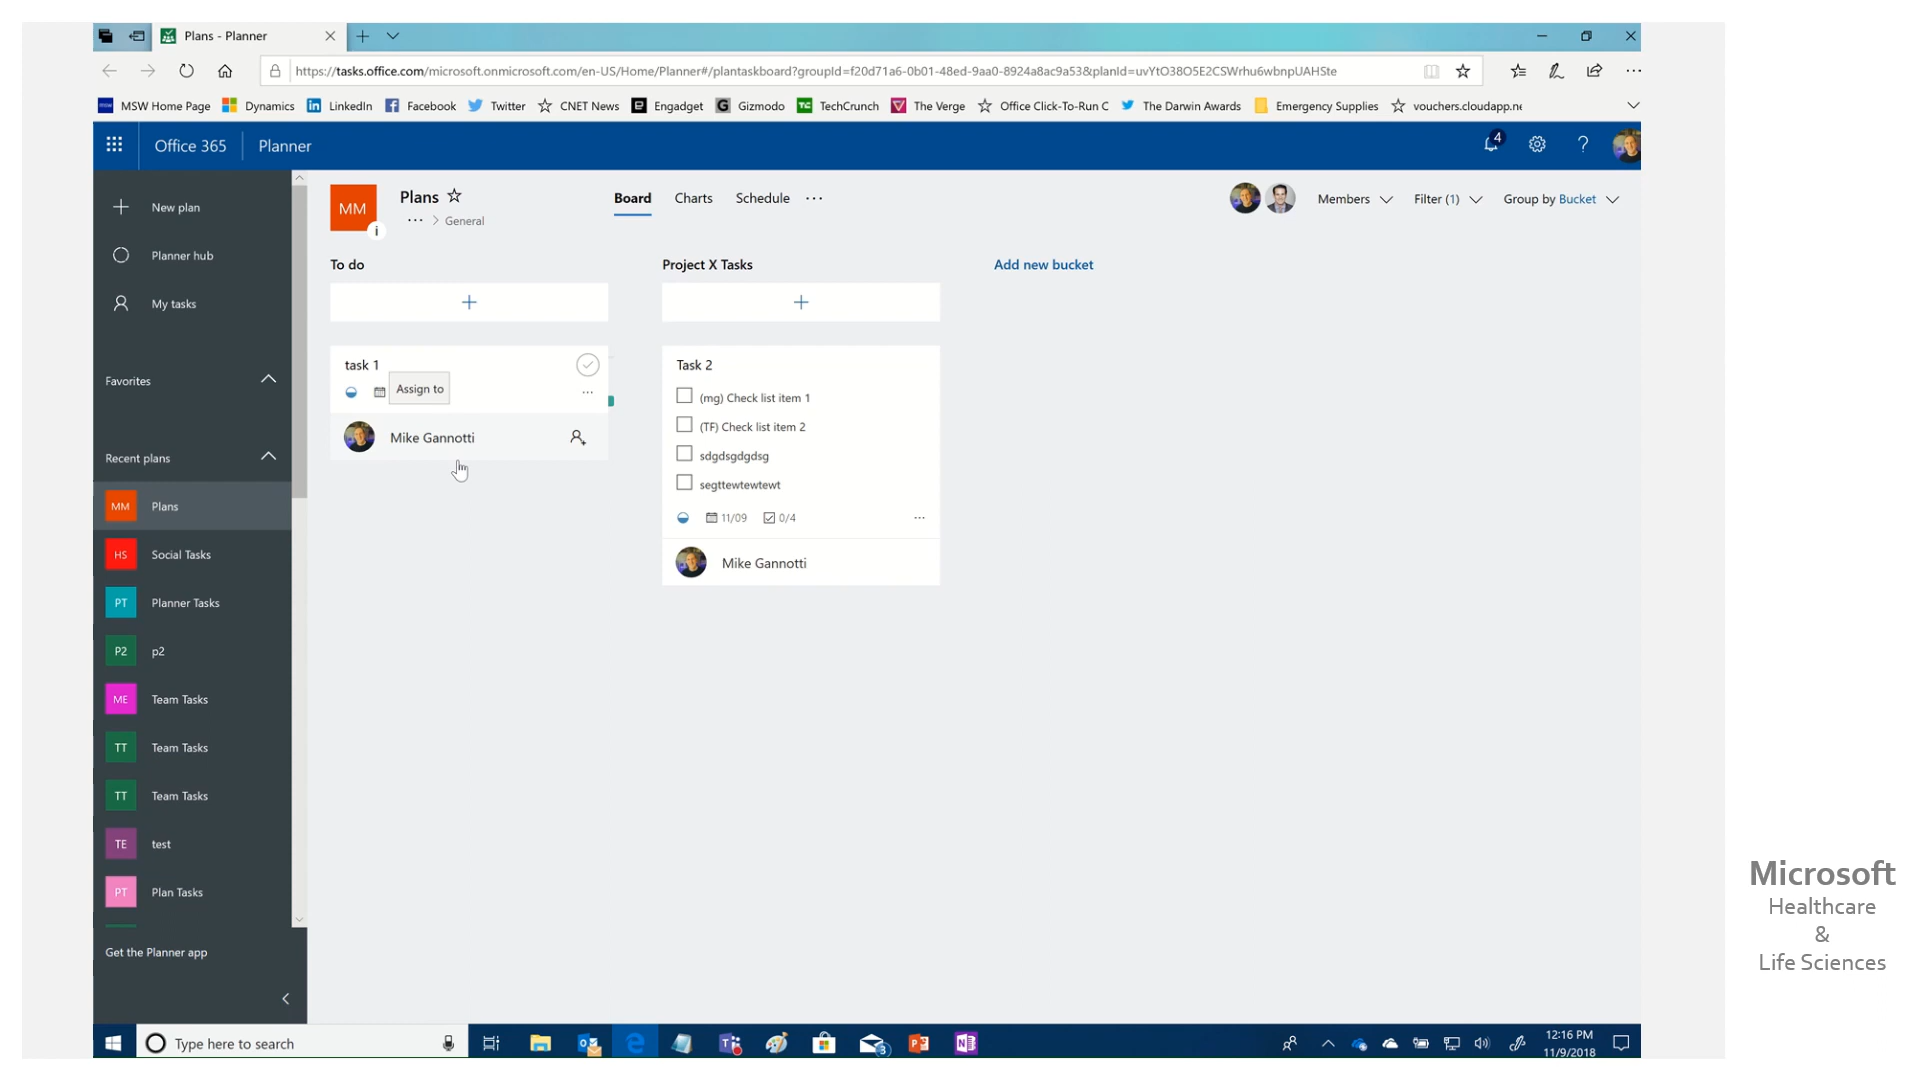 Plans - Planner
https://tasks.office.com/microsoft.onmicrosoft.com/en-US/Home/Planner#/plantaskboard?groupId=f20d71a6-0b01-48ed-9aa0-8924a8ac9a53&planId=uvYtO38O5E2CSWrhu6wbnpUAHSte
MSW Home Page Dynamics LinkedIn Facebook Twitter CNET News Engadget Gizmodo TechCrunch The Verge Office Click-To-Run C The Darwin Awards Emergency Supplies vouchers.cloudapp.ne
Office 365 Planner 4 ?
New plan
Planner hub
My tasks
Favorites
Recent plans
MM Plans
HS Social Tasks
PT Planner Tasks
P2 p2
ME Team Tasks
TT Team Tasks
TT Team Tasks
TE test
PT Plan Tasks
Get the Planner app
MM Plans
··· > General
Board Charts Schedule ···
Members Filter (1) Group by Bucket
To do
task 1
Assign to
Mike Gannotti
Project X Tasks
Task 2
(mg) Check list item 1
(TF) Check list item 2
sdgdsgdgdsg
segttewtewtewt
11/09 0/4
Mike Gannotti
Add new bucket
Microsoft
Healthcare
&
Life Sciences
Type here to search
3
12:16 PM
11/9/2018